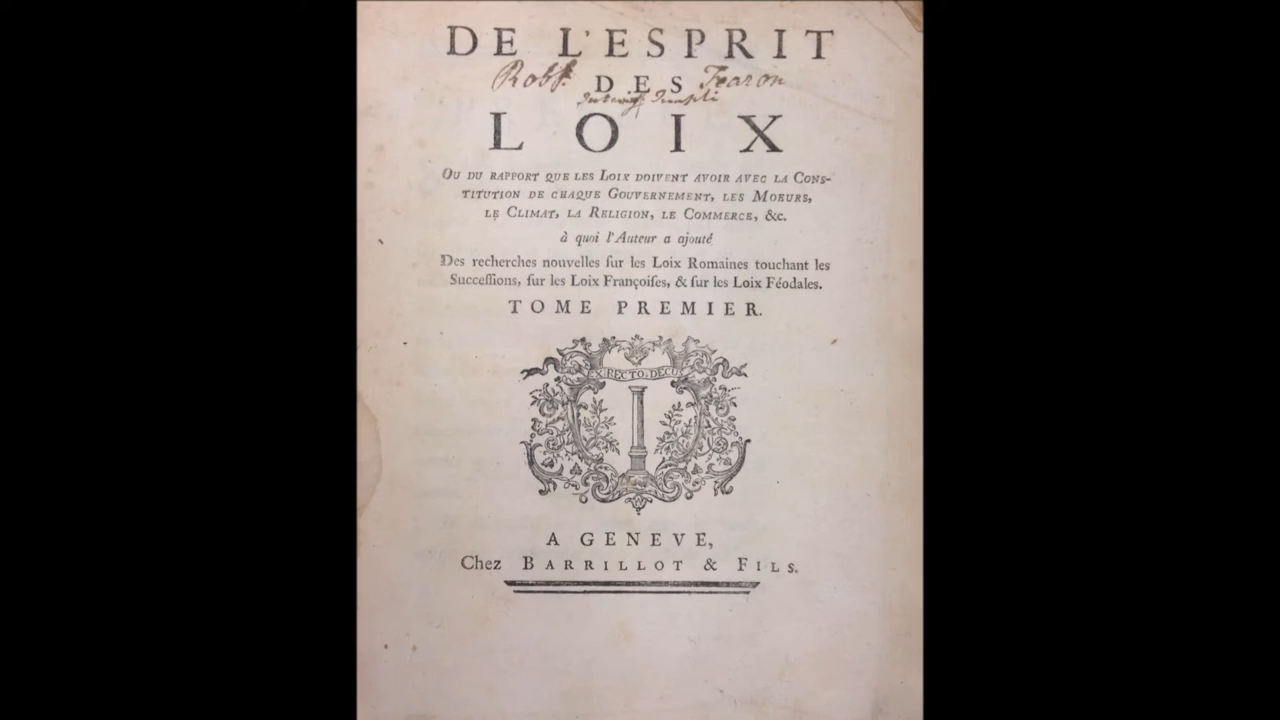 DE L'ESPRIT
Robt. DES Fearon
LOIX
OU DU RAPPORT QUE LES LOIX DOIVENT AVOIR AVEC LA CONS-
TITUTION DE CHAQUE GOUVERNEMENT, LES MOEURS,
LE CLIMAT, LA RELIGION, LE COMMERCE, &c.
à quoi l'Auteur a ajouté
Des recherches nouvelles ſur les Loix Romaines touchant les
Succeſſions, ſur les Loix Françoiſes, & ſur les Loix Féodales.
TOME PREMIER.
EX RECTO DECUS
A GENEVE,
Chez BARRILLOT & FILS.